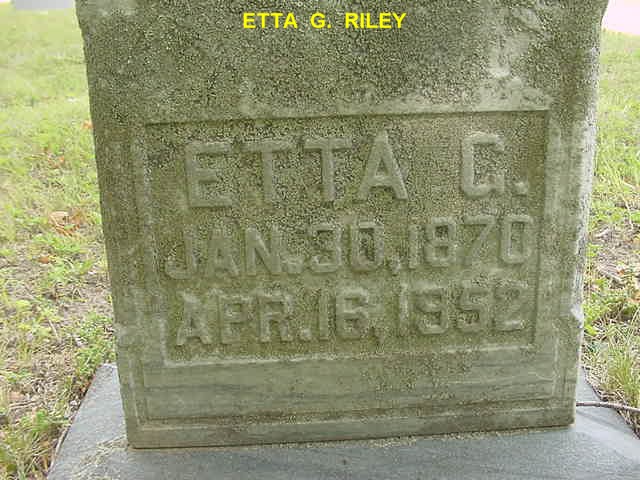 ETTA G. RILEY
ETTA G.
JAN. 30, 1870
APR. 16, 1952